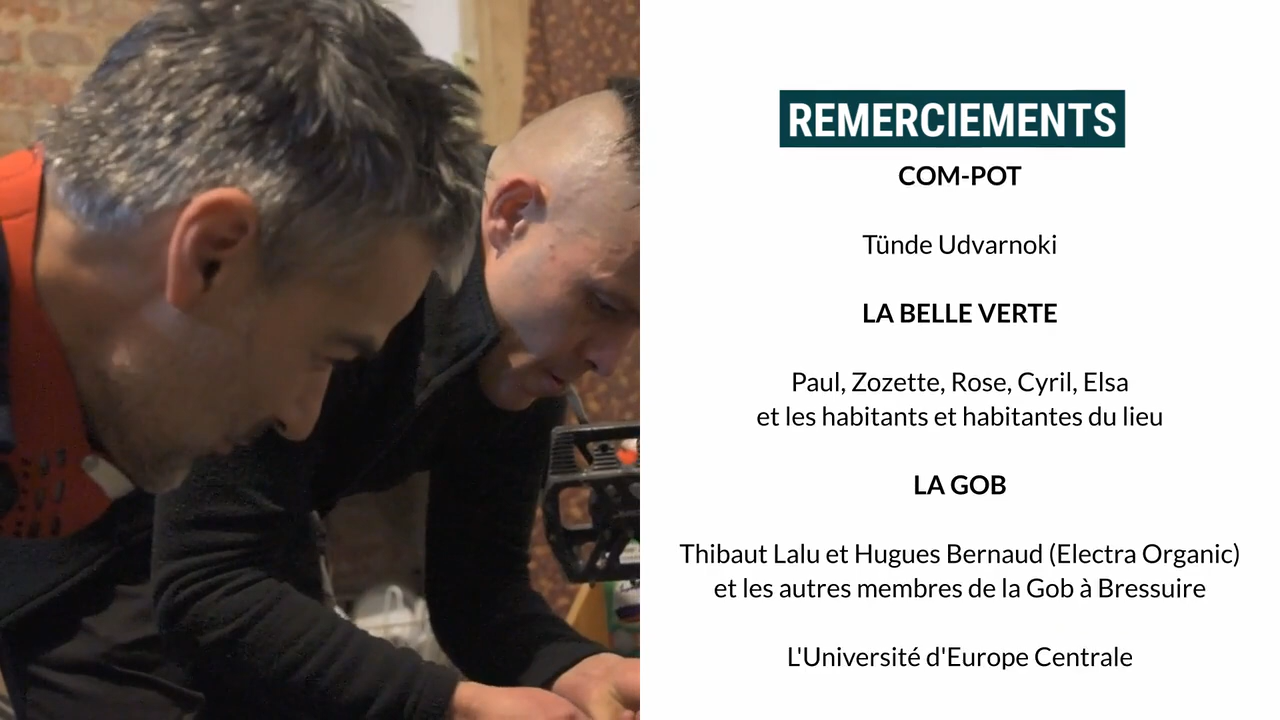 REMERCIEMENTS
COM-POT
Tünde Udvarnoki
LA BELLE VERTE
Paul, Zozette, Rose, Cyril, Elsa
et les habitants et habitantes du lieu
LA GOB
Thibaut Lalu et Hugues Bernaud (Electra Organic)
et les autres membres de la Gob à Bressuire
L'Université d'Europe Centrale